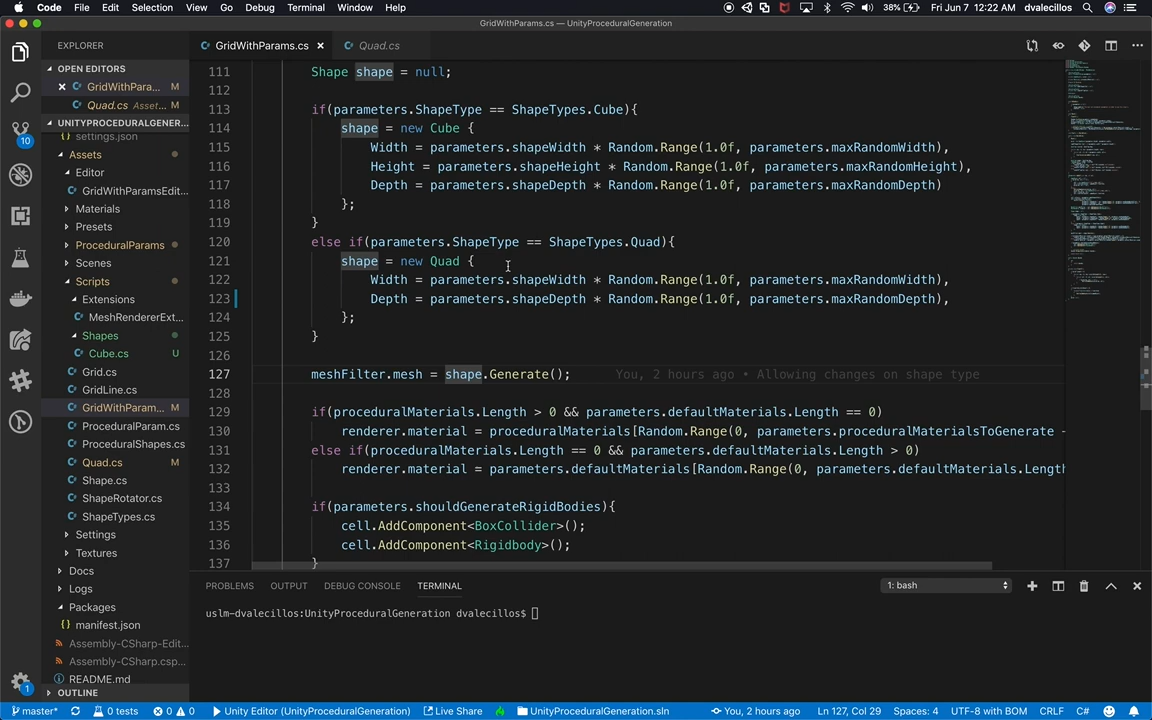 Code File Edit Selection View Go Debug Terminal Window Help 38% Fri Jun 7 12:22 AM dvalecillos
GridWithParams.cs — UnityProceduralGeneration
EXPLORER
GridWithParams.cs
Quad.cs
OPEN EDITORS
GridWithPara... M
Quad.cs Asset... M
UNITYPROCEDURALGENER...
settings.json
Assets
Editor
GridWithParamsEdit...
Materials
Presets
ProceduralParams
Scenes
Scripts
Extensions
MeshRendererExt...
Shapes
Cube.cs U
Grid.cs
GridLine.cs
GridWithParam... M
ProceduralParam.cs
ProceduralShapes.cs
Quad.cs M
Shape.cs
ShapeRotator.cs
ShapeTypes.cs
Settings
Textures
Docs
Logs
Packages
manifest.json
Assembly-CSharp-Edit...
Assembly-CSharp.csp...
README.md
OUTLINE
10
1
111 Shape shape = null;
112
113 if(parameters.ShapeType == ShapeTypes.Cube){
114 shape = new Cube {
115 Width = parameters.shapeWidth * Random.Range(1.0f, parameters.maxRandomWidth),
116 Height = parameters.shapeHeight * Random.Range(1.0f, parameters.maxRandomHeight),
117 Depth = parameters.shapeDepth * Random.Range(1.0f, parameters.maxRandomDepth)
118 };
119 }
120 else if(parameters.ShapeType == ShapeTypes.Quad){
121 shape = new Quad {
122 Width = parameters.shapeWidth * Random.Range(1.0f, parameters.maxRandomWidth),
123 Depth = parameters.shapeDepth * Random.Range(1.0f, parameters.maxRandomDepth),
124 };
125 }
126
127 meshFilter.mesh = shape.Generate(); You, 2 hours ago • Allowing changes on shape type
128
129 if(proceduralMaterials.Length > 0 && parameters.defaultMaterials.Length == 0)
130 renderer.material = proceduralMaterials[Random.Range(0, parameters.proceduralMaterialsToGenerate -
131 else if(proceduralMaterials.Length == 0 && parameters.defaultMaterials.Length > 0)
132 renderer.material = parameters.defaultMaterials[Random.Range(0, parameters.defaultMaterials.Length
133
134 if(parameters.shouldGenerateRigidBodies){
135 cell.AddComponent<BoxCollider>();
136 cell.AddComponent<Rigidbody>();
137 }
PROBLEMS OUTPUT DEBUG CONSOLE TERMINAL 1: bash
uslm-dvalecillos:UnityProceduralGeneration dvalecillos$
master* 0 tests 0 0 Unity Editor (UnityProceduralGeneration) Live Share UnityProceduralGeneration.sln You, 2 hours ago Ln 127, Col 29 Spaces: 4 UTF-8 with BOM CRLF C#